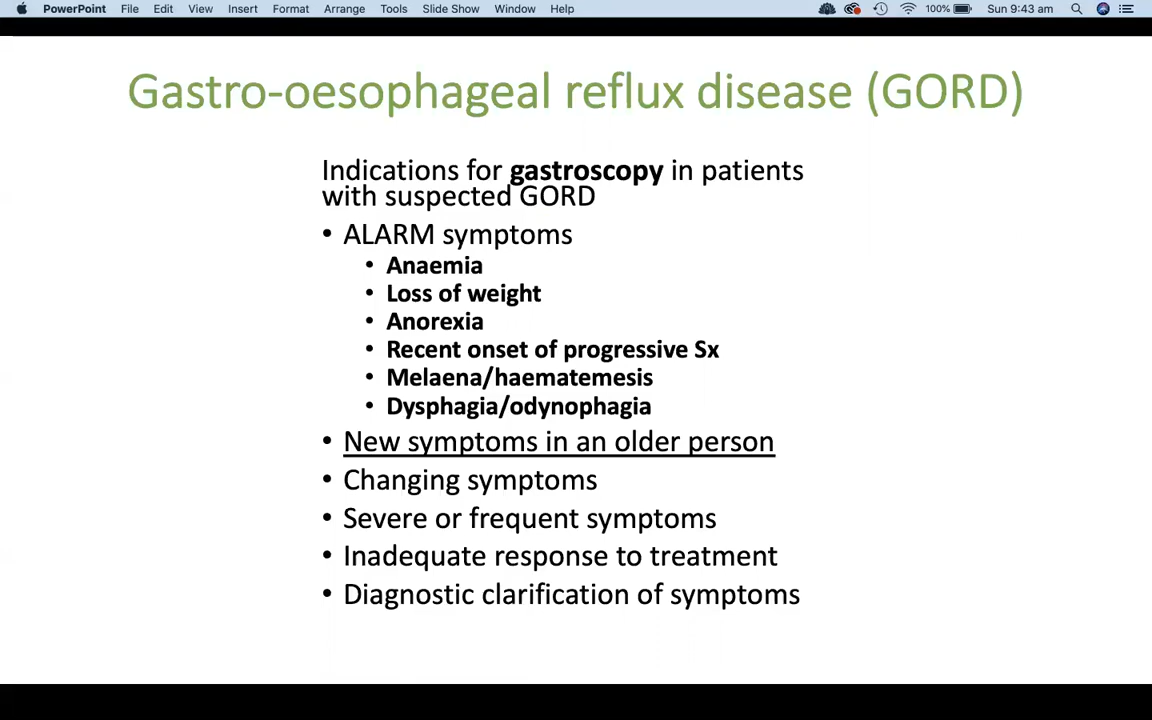 PowerPoint File Edit View Insert Format Arrange Tools Slide Show Window Help 100% Sun 9:43 am
Gastro-oesophageal reflux disease (GORD)
Indications for gastroscopy in patients
with suspected GORD
• ALARM symptoms
• Anaemia
• Loss of weight
• Anorexia
• Recent onset of progressive Sx
• Melaena/haematemesis
• Dysphagia/odynophagia
• New symptoms in an older person
• Changing symptoms
• Severe or frequent symptoms
• Inadequate response to treatment
• Diagnostic clarification of symptoms